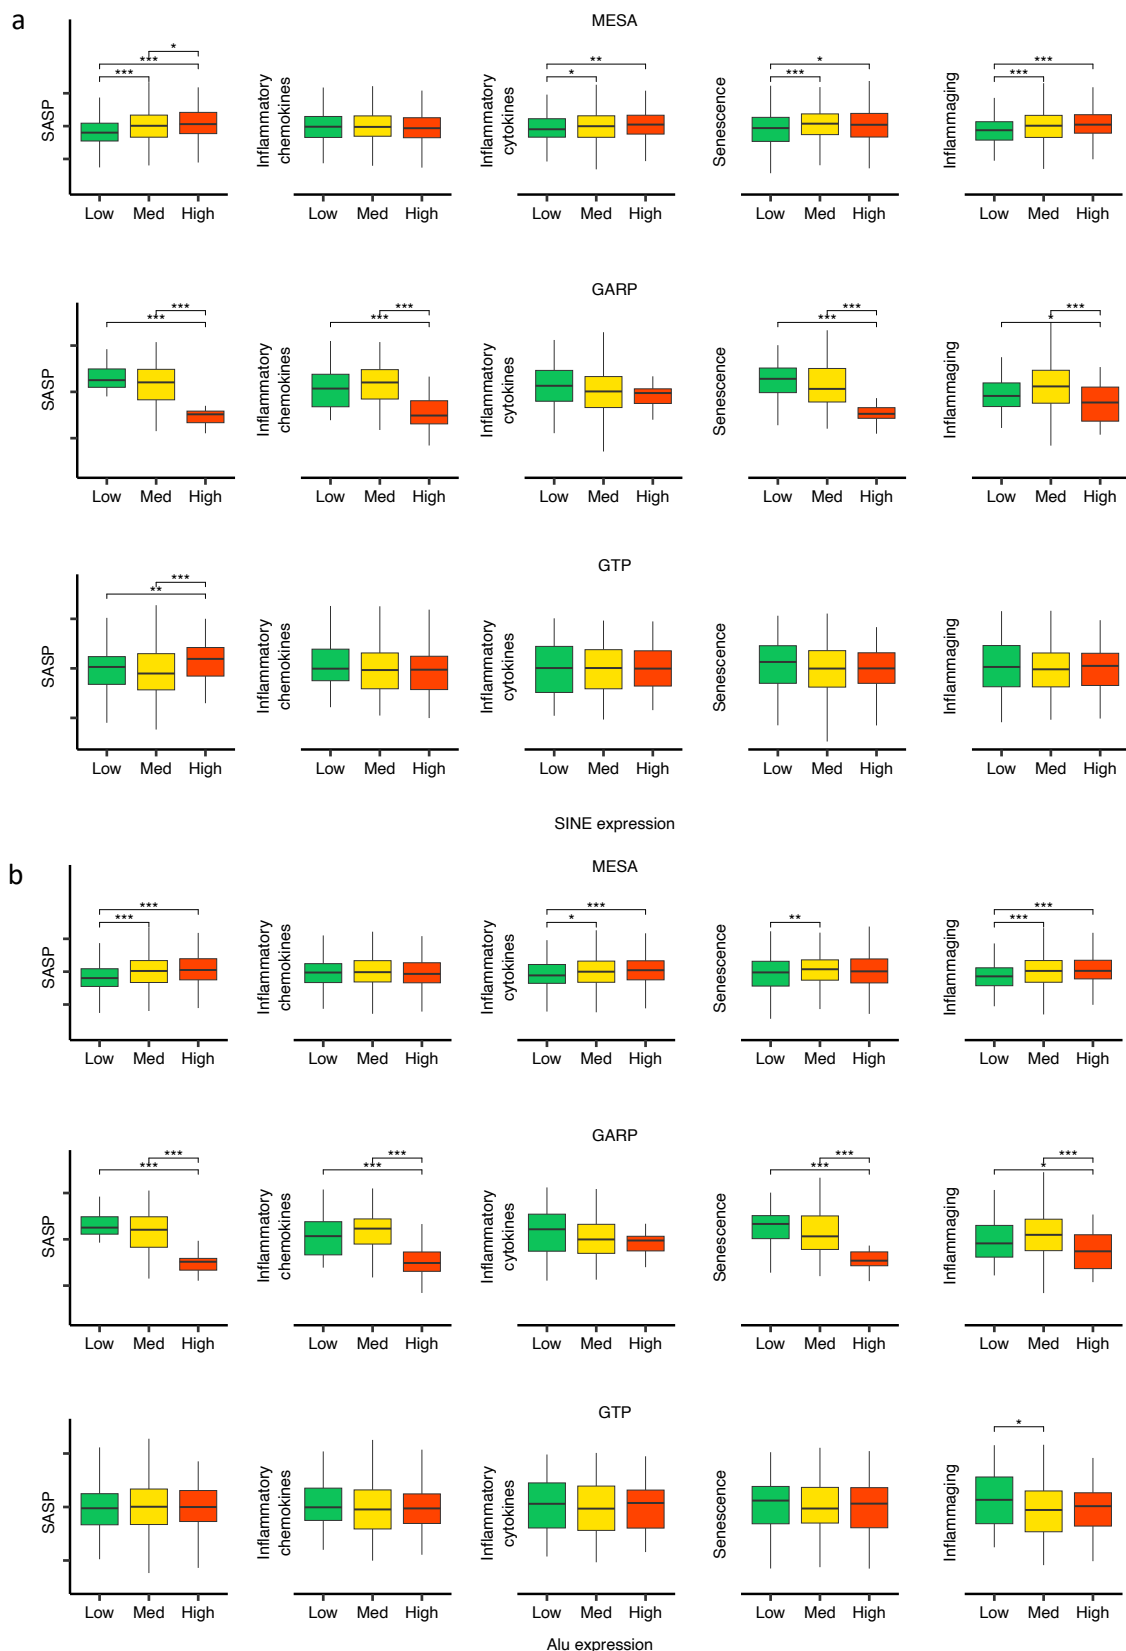 a
MESA
* 
***
***
**
*
*
***
***
***
SASP
Inflammatory
chemokines
Inflammatory
cytokines
Senescence
Inflammaging
Low Med High Low Med High Low Med High Low Med High Low Med High
GARP
***
***
***
***
***
***
***
*
SASP
Inflammatory
chemokines
Inflammatory
cytokines
Senescence
Inflammaging
Low Med High Low Med High Low Med High Low Med High Low Med High
GTP
***
**
SASP
Inflammatory
chemokines
Inflammatory
cytokines
Senescence
Inflammaging
Low Med High Low Med High Low Med High Low Med High Low Med High
SINE expression
b
MESA
***
***
***
*
**
***
***
SASP
Inflammatory
chemokines
Inflammatory
cytokines
Senescence
Inflammaging
Low Med High Low Med High Low Med High Low Med High Low Med High
GARP
***
***
***
***
***
***
***
*
SASP
Inflammatory
chemokines
Inflammatory
cytokines
Senescence
Inflammaging
Low Med High Low Med High Low Med High Low Med High Low Med High
GTP
*
SASP
Inflammatory
chemokines
Inflammatory
cytokines
Senescence
Inflammaging
Low Med High Low Med High Low Med High Low Med High Low Med High
Alu expression